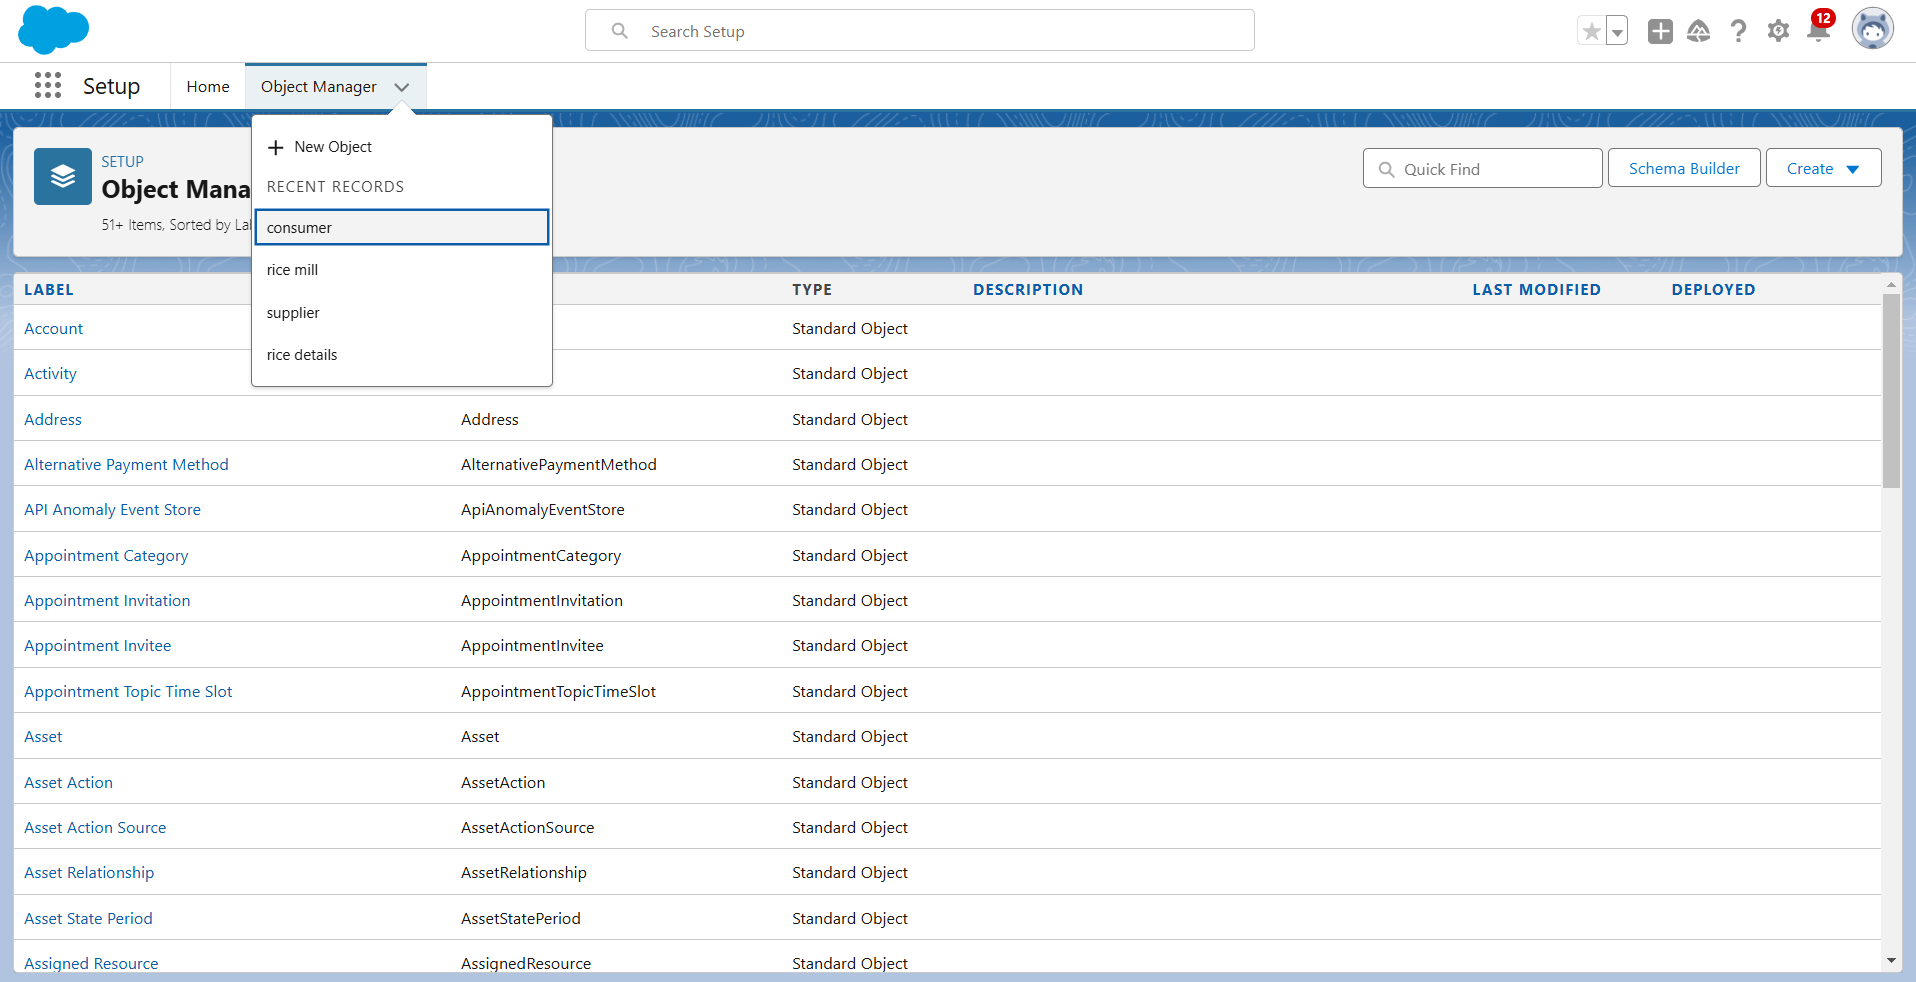 Search Setup
12
Setup
Home
Object Manager
New Object
RECENT RECORDS
consumer
rice mill
supplier
rice details
SETUP
Object Mana
51+ Items, Sorted by La
Quick Find
Schema Builder
Create
LABEL TYPE DESCRIPTION LAST MODIFIED DEPLOYED
Account Standard Object
Activity Standard Object
Address Address Standard Object
Alternative Payment Method AlternativePaymentMethod Standard Object
API Anomaly Event Store ApiAnomalyEventStore Standard Object
Appointment Category AppointmentCategory Standard Object
Appointment Invitation AppointmentInvitation Standard Object
Appointment Invitee AppointmentInvitee Standard Object
Appointment Topic Time Slot AppointmentTopicTimeSlot Standard Object
Asset Asset Standard Object
Asset Action AssetAction Standard Object
Asset Action Source AssetActionSource Standard Object
Asset Relationship AssetRelationship Standard Object
Asset State Period AssetStatePeriod Standard Object
Assigned Resource AssignedResource Standard Object